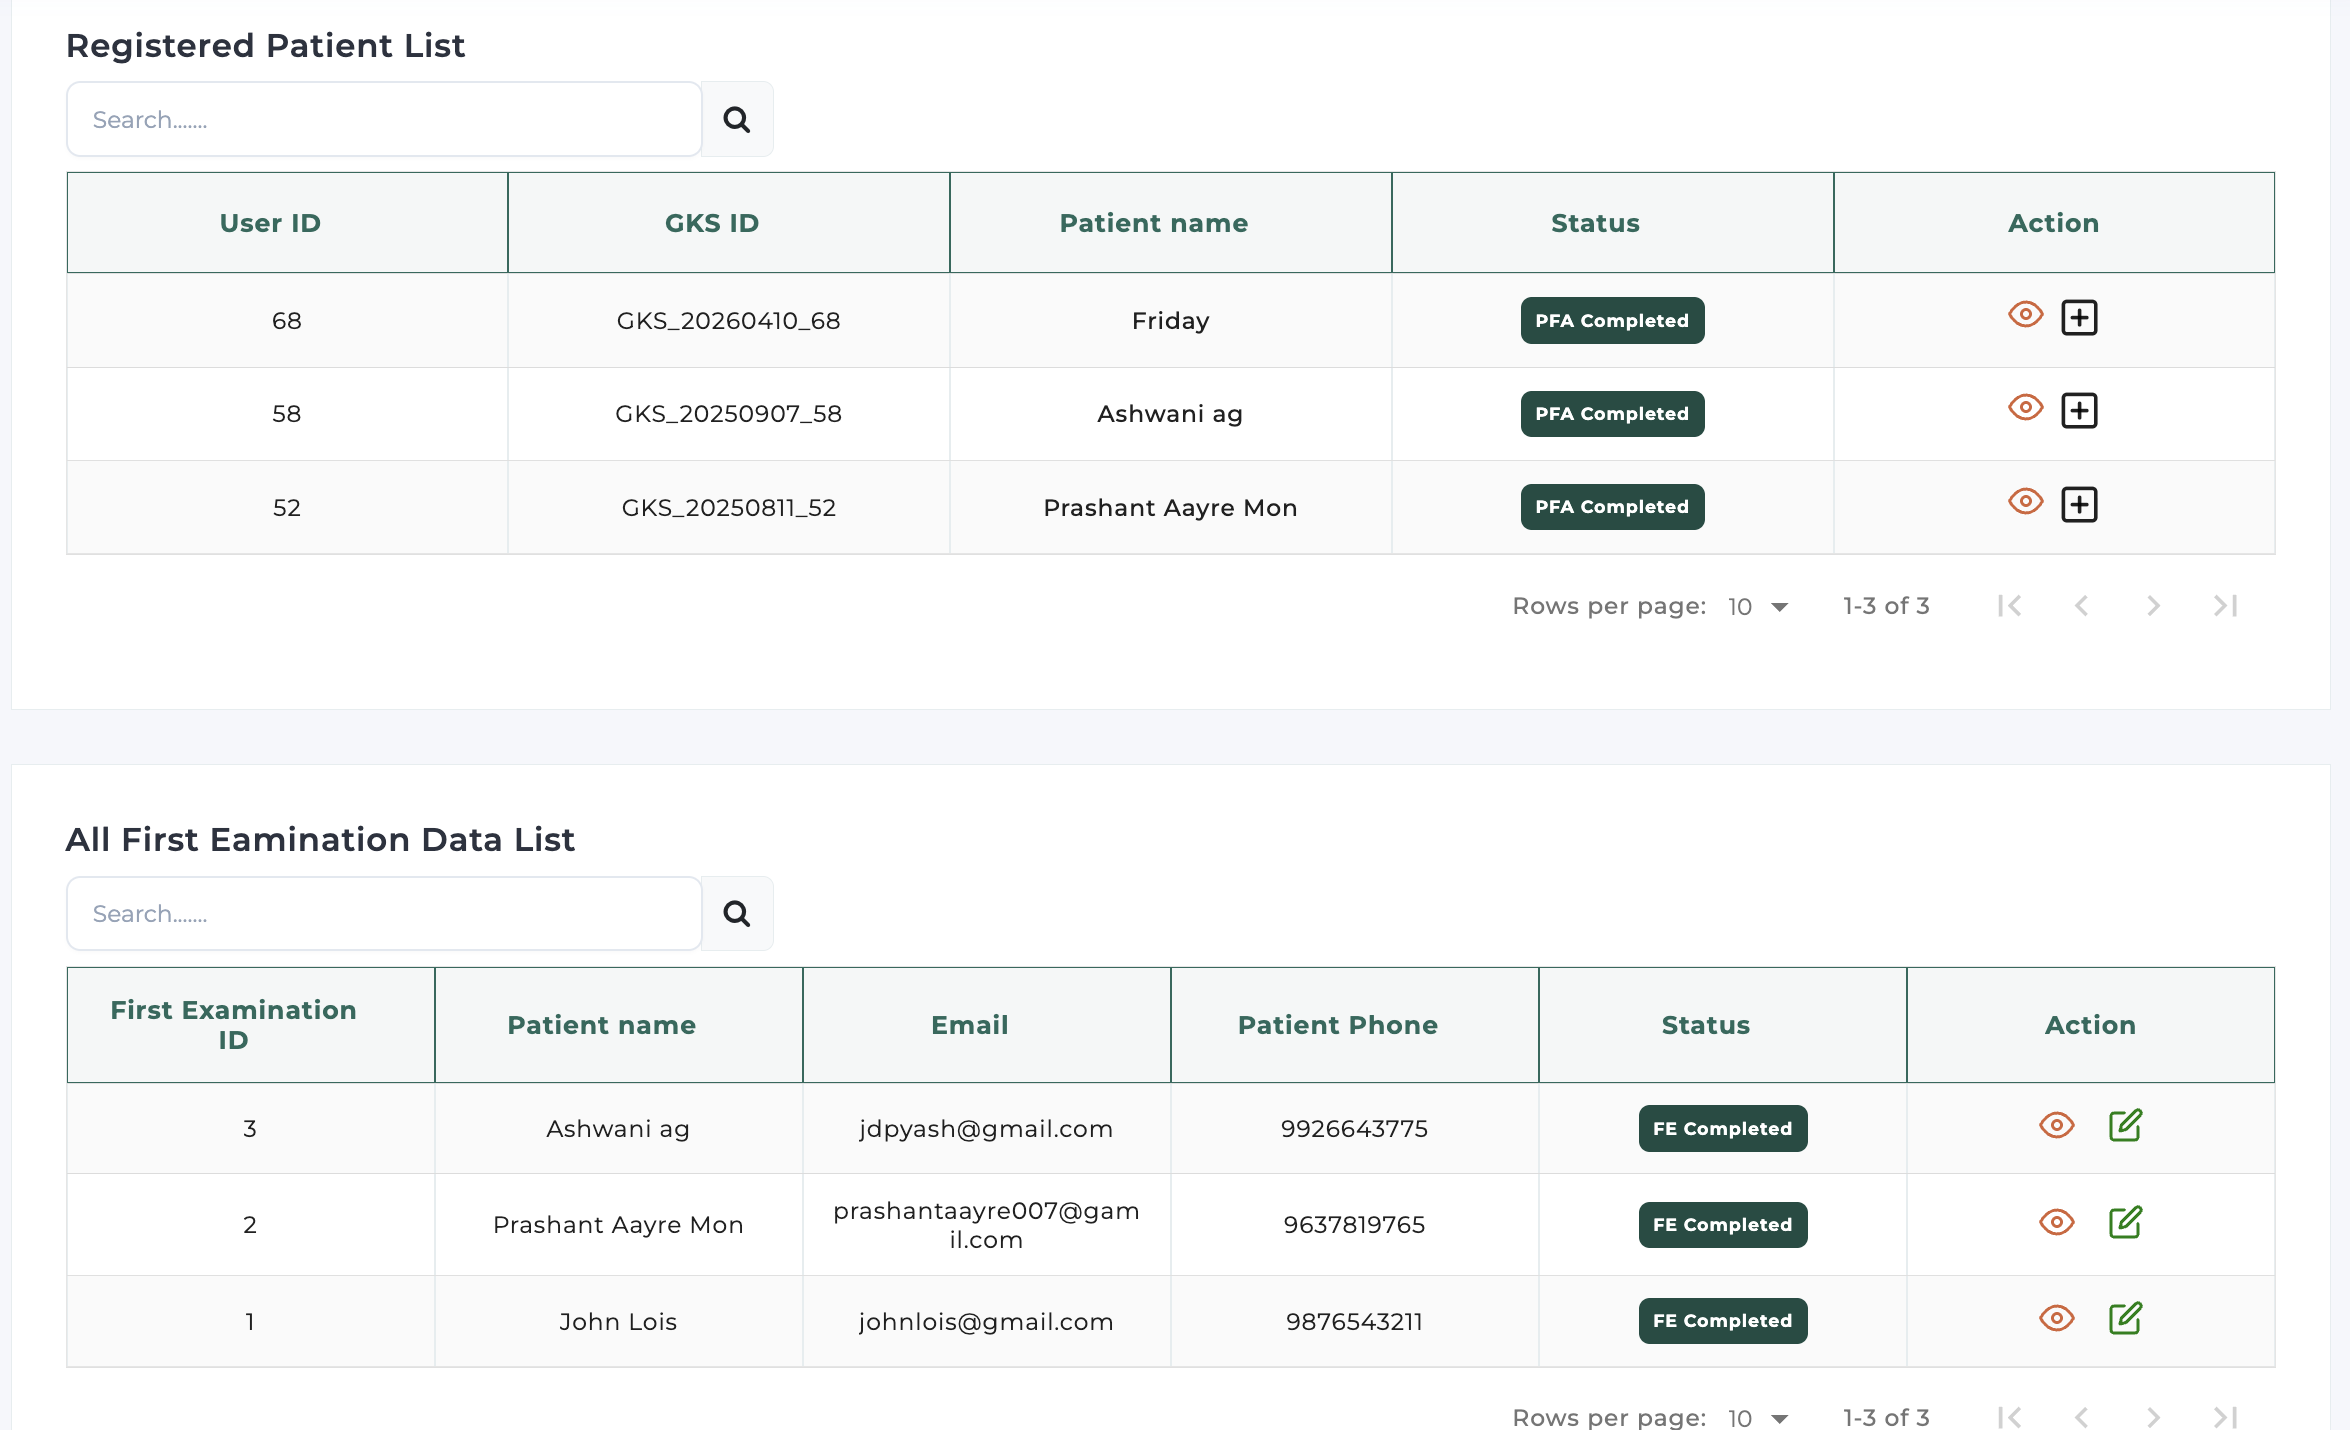 Registered Patient List
Search.......
User ID GKS ID Patient name Status Action
68 GKS_20260410_68 Friday PFA Completed
58 GKS_20250907_58 Ashwani ag PFA Completed
52 GKS_20250811_52 Prashant Aayre Mon PFA Completed
Rows per page: 10 1-3 of 3
All First Eamination Data List
Search.......
First Examination
ID Patient name Email Patient Phone Status Action
3 Ashwani ag jdpyash@gmail.com 9926643775 FE Completed
2 Prashant Aayre Mon prashantaayre007@gam
il.com 9637819765 FE Completed
1 John Lois johnlois@gmail.com 9876543211 FE Completed
Rows per page: 10 1-3 of 3